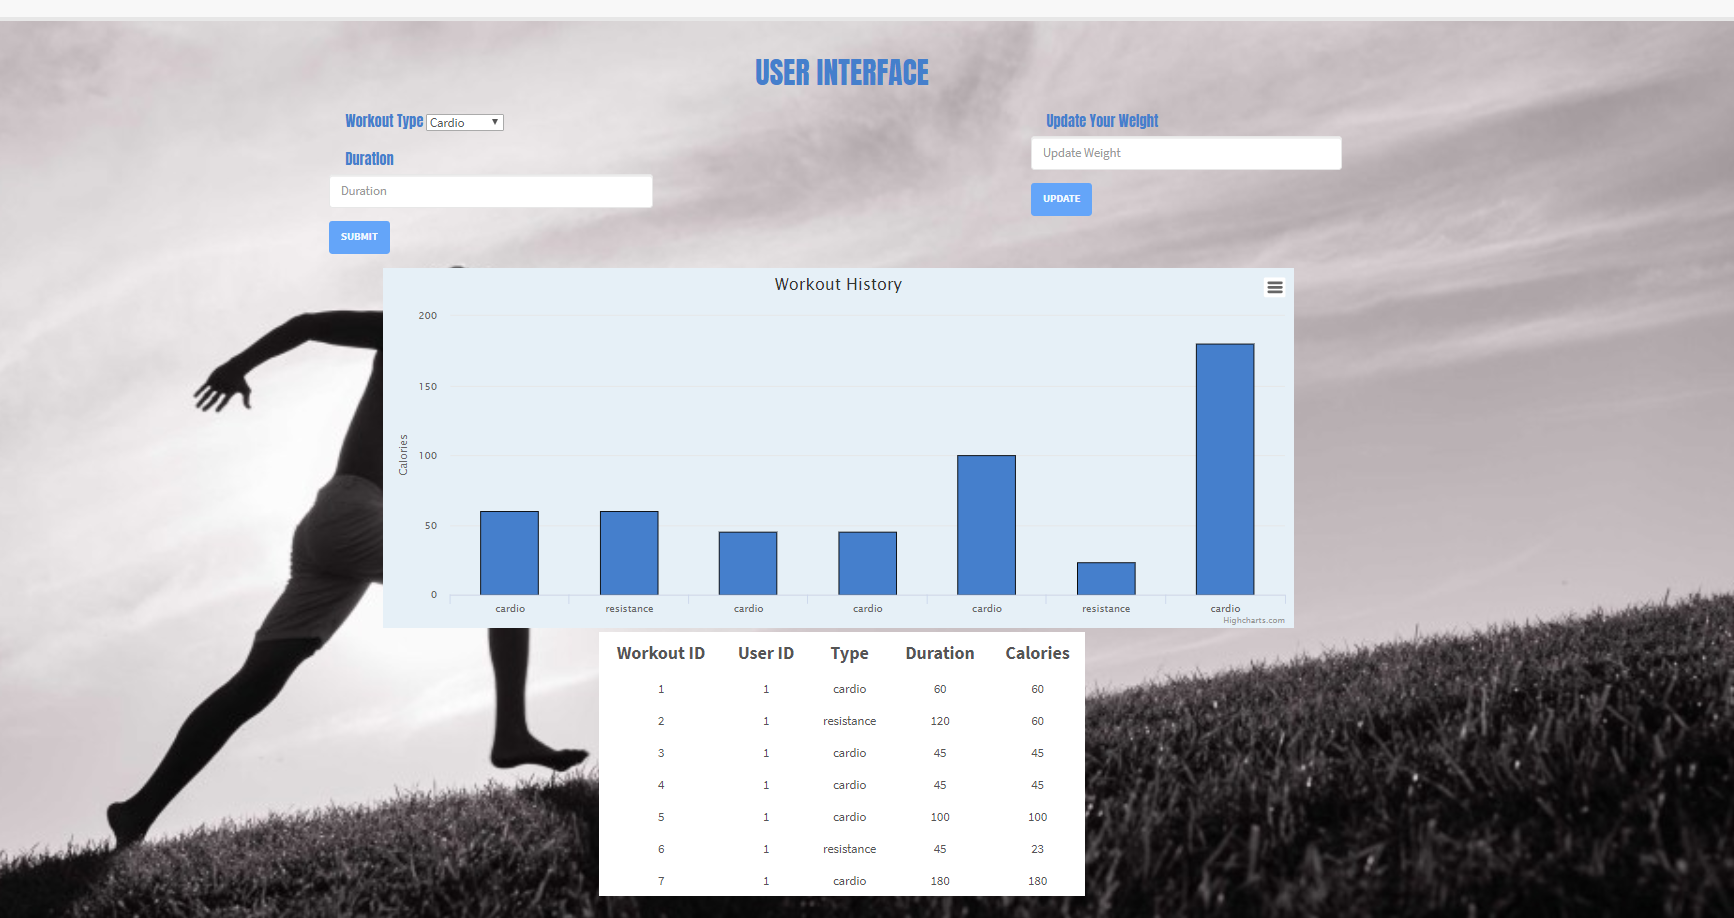 USER INTERFACE
Workout Type Cardio
Duration
Duration
SUBMIT
Update Your Weight
Update Weight
UPDATE
Workout History
200
150
100
50
0
Calories
cardio resistance cardio cardio cardio resistance cardio
Highcharts.com
Workout ID User ID Type Duration Calories
1 1 cardio 60 60
2 1 resistance 120 60
3 1 cardio 45 45
4 1 cardio 45 45
5 1 cardio 100 100
6 1 resistance 45 23
7 1 cardio 180 180